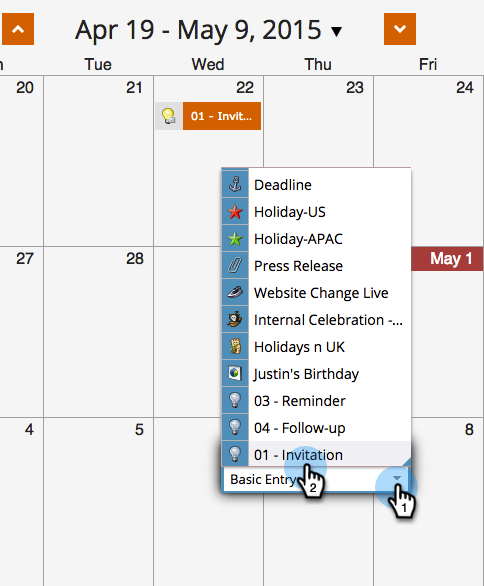 Apr 19 - May 9, 2015
Tue Wed Thu Fri
20 21 22 23 24
01 - Invit...
Deadline
Holiday-US
Holiday-APAC
Press Release
Website Change Live
Internal Celebration -...
Holidays n UK
Justin's Birthday
03 - Reminder
04 - Follow-up
01 - Invitation
Basic Entry
27 28 May 1
4 5 8
2
1